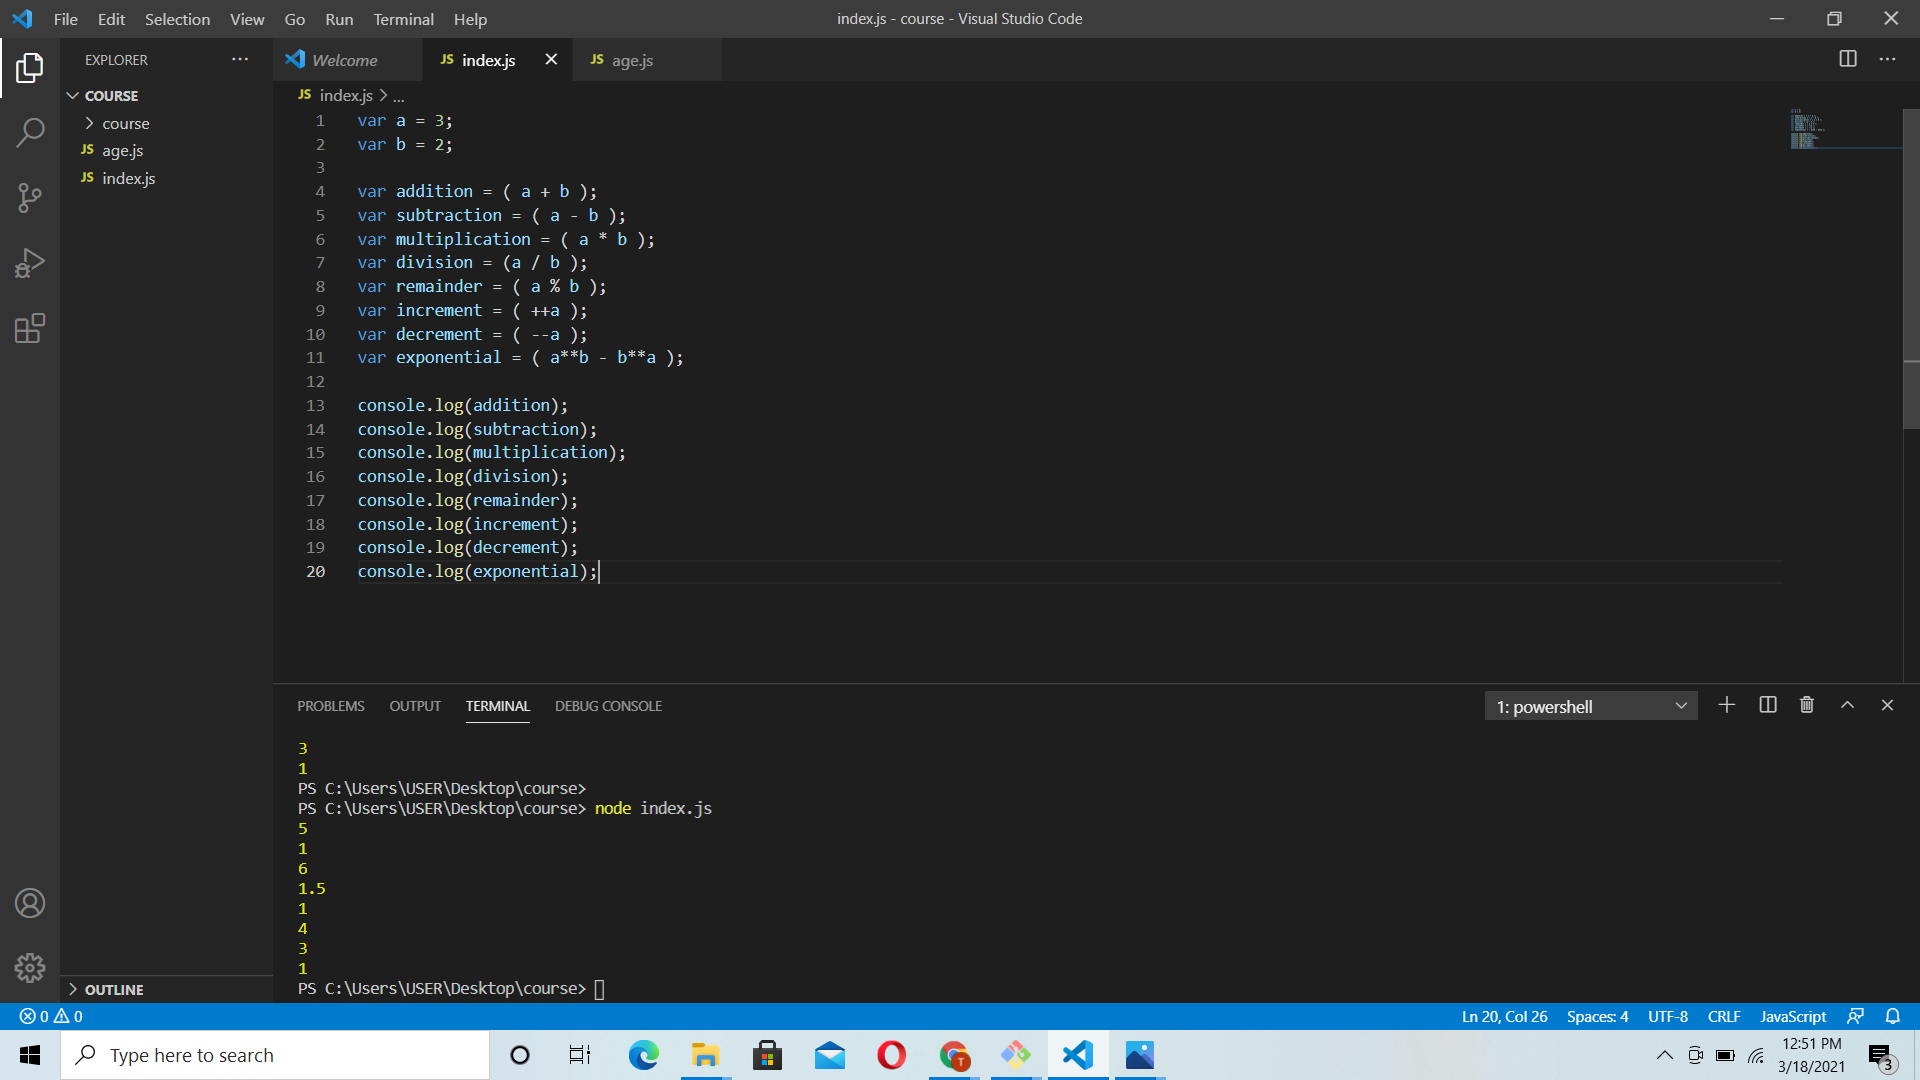 File Edit Selection View Go Run Terminal Help
index.js - course - Visual Studio Code
EXPLORER
COURSE
course
JS age.js
JS index.js
OUTLINE
Welcome
JS index.js
JS age.js
JS index.js > ...
1 var a = 3;
2 var b = 2;
3
4 var addition = ( a + b );
5 var subtraction = ( a - b );
6 var multiplication = ( a * b );
7 var division = (a / b );
8 var remainder = ( a % b );
9 var increment = ( ++a );
10 var decrement = ( --a );
11 var exponential = ( a**b - b**a );
12
13 console.log(addition);
14 console.log(subtraction);
15 console.log(multiplication);
16 console.log(division);
17 console.log(remainder);
18 console.log(increment);
19 console.log(decrement);
20 console.log(exponential);
PROBLEMS OUTPUT TERMINAL DEBUG CONSOLE
1: powershell
3
1
PS C:\Users\USER\Desktop\course>
PS C:\Users\USER\Desktop\course> node index.js
5
1
6
1.5
1
4
3
1
PS C:\Users\USER\Desktop\course>
0 0
Ln 20, Col 26 Spaces: 4 UTF-8 CRLF JavaScript
Type here to search
T
12:51 PM
3/18/2021
3